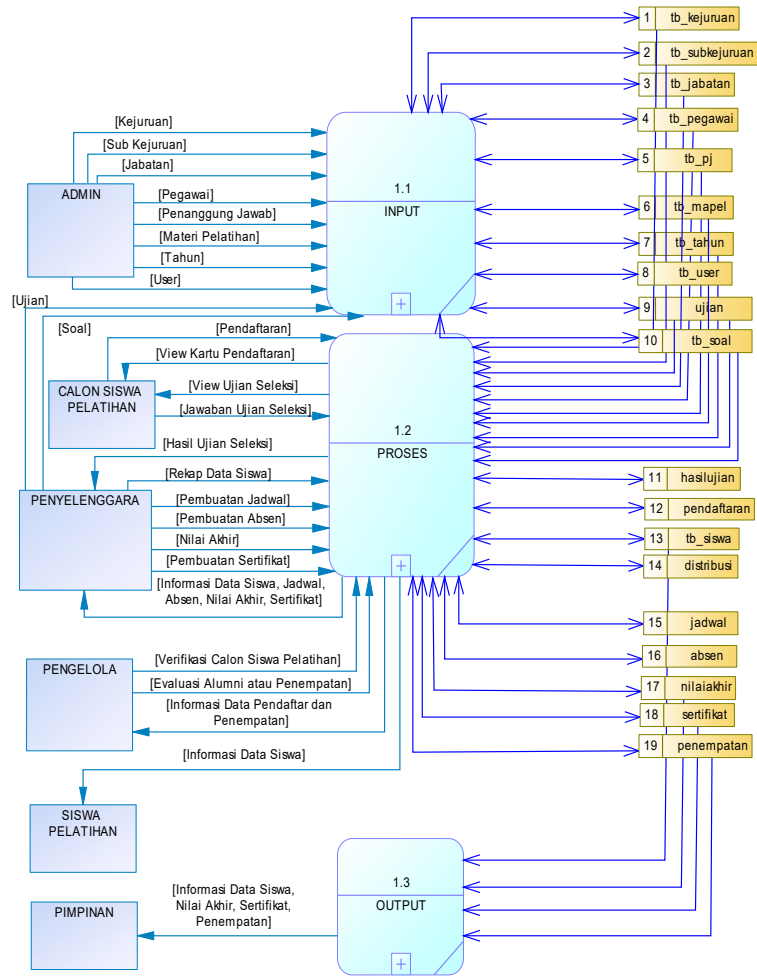 1 tb_kejuruan
2 tb_subkejuruan
3 tb_jabatan
4 tb_pegawai
5 tb_pj
6 tb_mapel
7 tb_tahun
8 tb_user
9 ujian
10 tb_soal
[Kejuruan]
[Sub Kejuruan]
[Jabatan]
ADMIN
[Pegawai]
[Penanggung Jawab]
[Materi Pelatihan]
[Tahun]
[User]
1.1
INPUT
[Ujian]
[Soal]
[Pendaftaran]
[View Kartu Pendaftaran]
CALON SISWA
PELATIHAN
[View Ujian Seleksi]
[Jawaban Ujian Seleksi]
[Hasil Ujian Seleksi]
1.2
PROSES
PENYELENGGARA
[Rekap Data Siswa]
[Pembuatan Jadwal]
[Pembuatan Absen]
[Nilai Akhir]
[Pembuatan Sertifikat]
[Informasi Data Siswa, Jadwal,
Absen, Nilai Akhir, Sertifikat]
11 hasilujian
12 pendaftaran
13 tb_siswa
14 distribusi
15 jadwal
16 absen
17 nilaiakhir
18 sertifikat
19 penempatan
PENGELOLA
[Verifikasi Calon Siswa Pelatihan]
[Evaluasi Alumni atau Penempatan]
[Informasi Data Pendaftar dan
Penempatan]
[Informasi Data Siswa]
SISWA
PELATIHAN
PIMPINAN
[Informasi Data Siswa,
Nilai Akhir, Sertifikat,
Penempatan]
1.3
OUTPUT